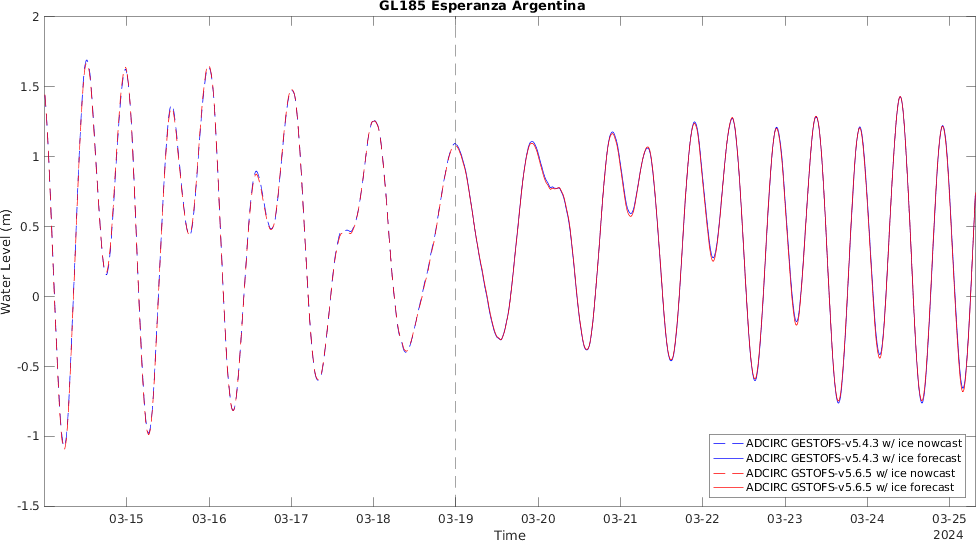 GL185 Esperanza Argentina
2
1.5
1
0.5
0
-0.5
-1
-1.5
Water Level (m)
ADCIRC GESTOFS-v5.4.3 w/ ice nowcast
ADCIRC GESTOFS-v5.4.3 w/ ice forecast
ADCIRC GSTOFS-v5.6.5 w/ ice nowcast
ADCIRC GSTOFS-v5.6.5 w/ ice forecast
03-15 03-16 03-17 03-18 03-19 03-20 03-21 03-22 03-23 03-24 03-25
Time
2024